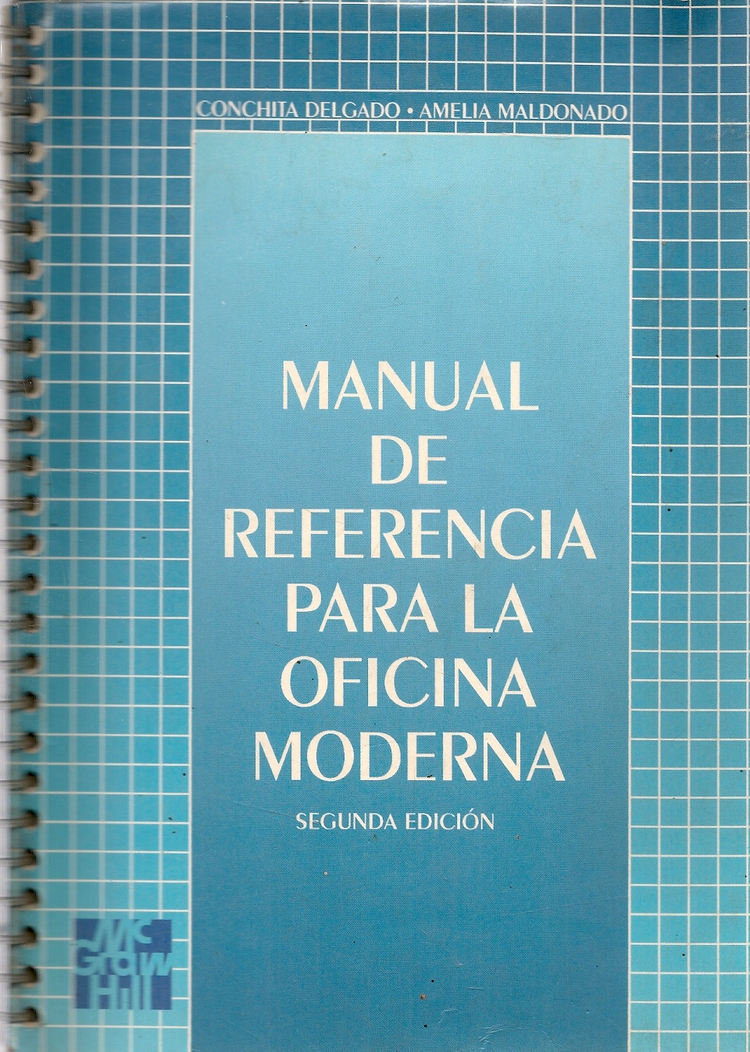 CONCHITA DELGADO • AMELIA MALDONADO
MANUAL
DE
REFERENCIA
PARA LA
OFICINA
MODERNA
SEGUNDA EDICIÓN
Mc
Graw
Hill